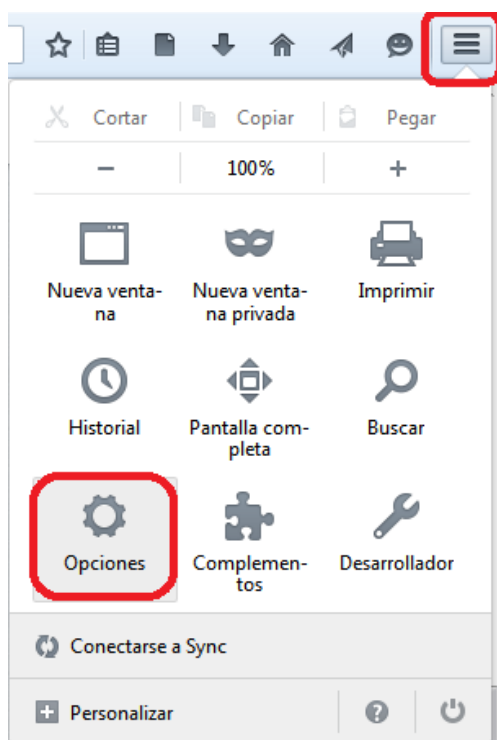 Cortar Copiar Pegar
− 100% +
Nueva venta-
na
Nueva venta-
na privada
Imprimir
Historial
Pantalla com-
pleta
Buscar
Opciones
Complemen-
tos
Desarrollador
Conectarse a Sync
Personalizar